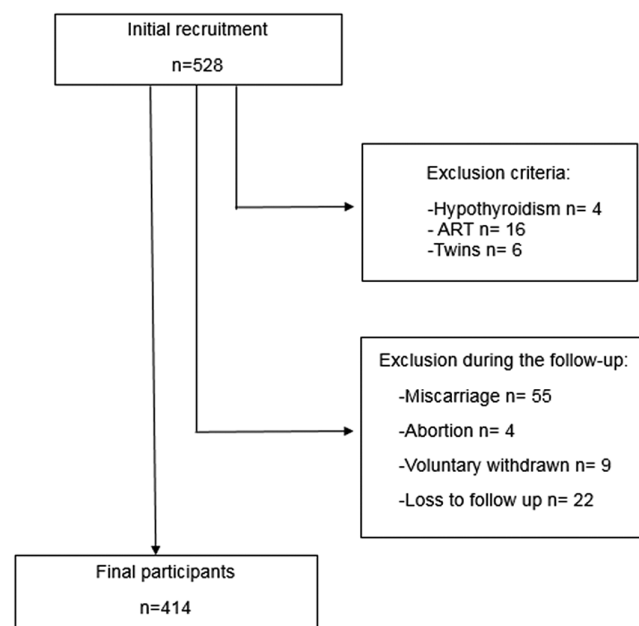 Initial recruitment
n=528
Exclusion criteria:
-Hypothyroidism n= 4
- ART n= 16
-Twins n= 6
Exclusion during the follow-up:
-Miscarriage n= 55
-Abortion n= 4
-Voluntary withdrawn n= 9
-Loss to follow up n= 22
Final participants
n=414